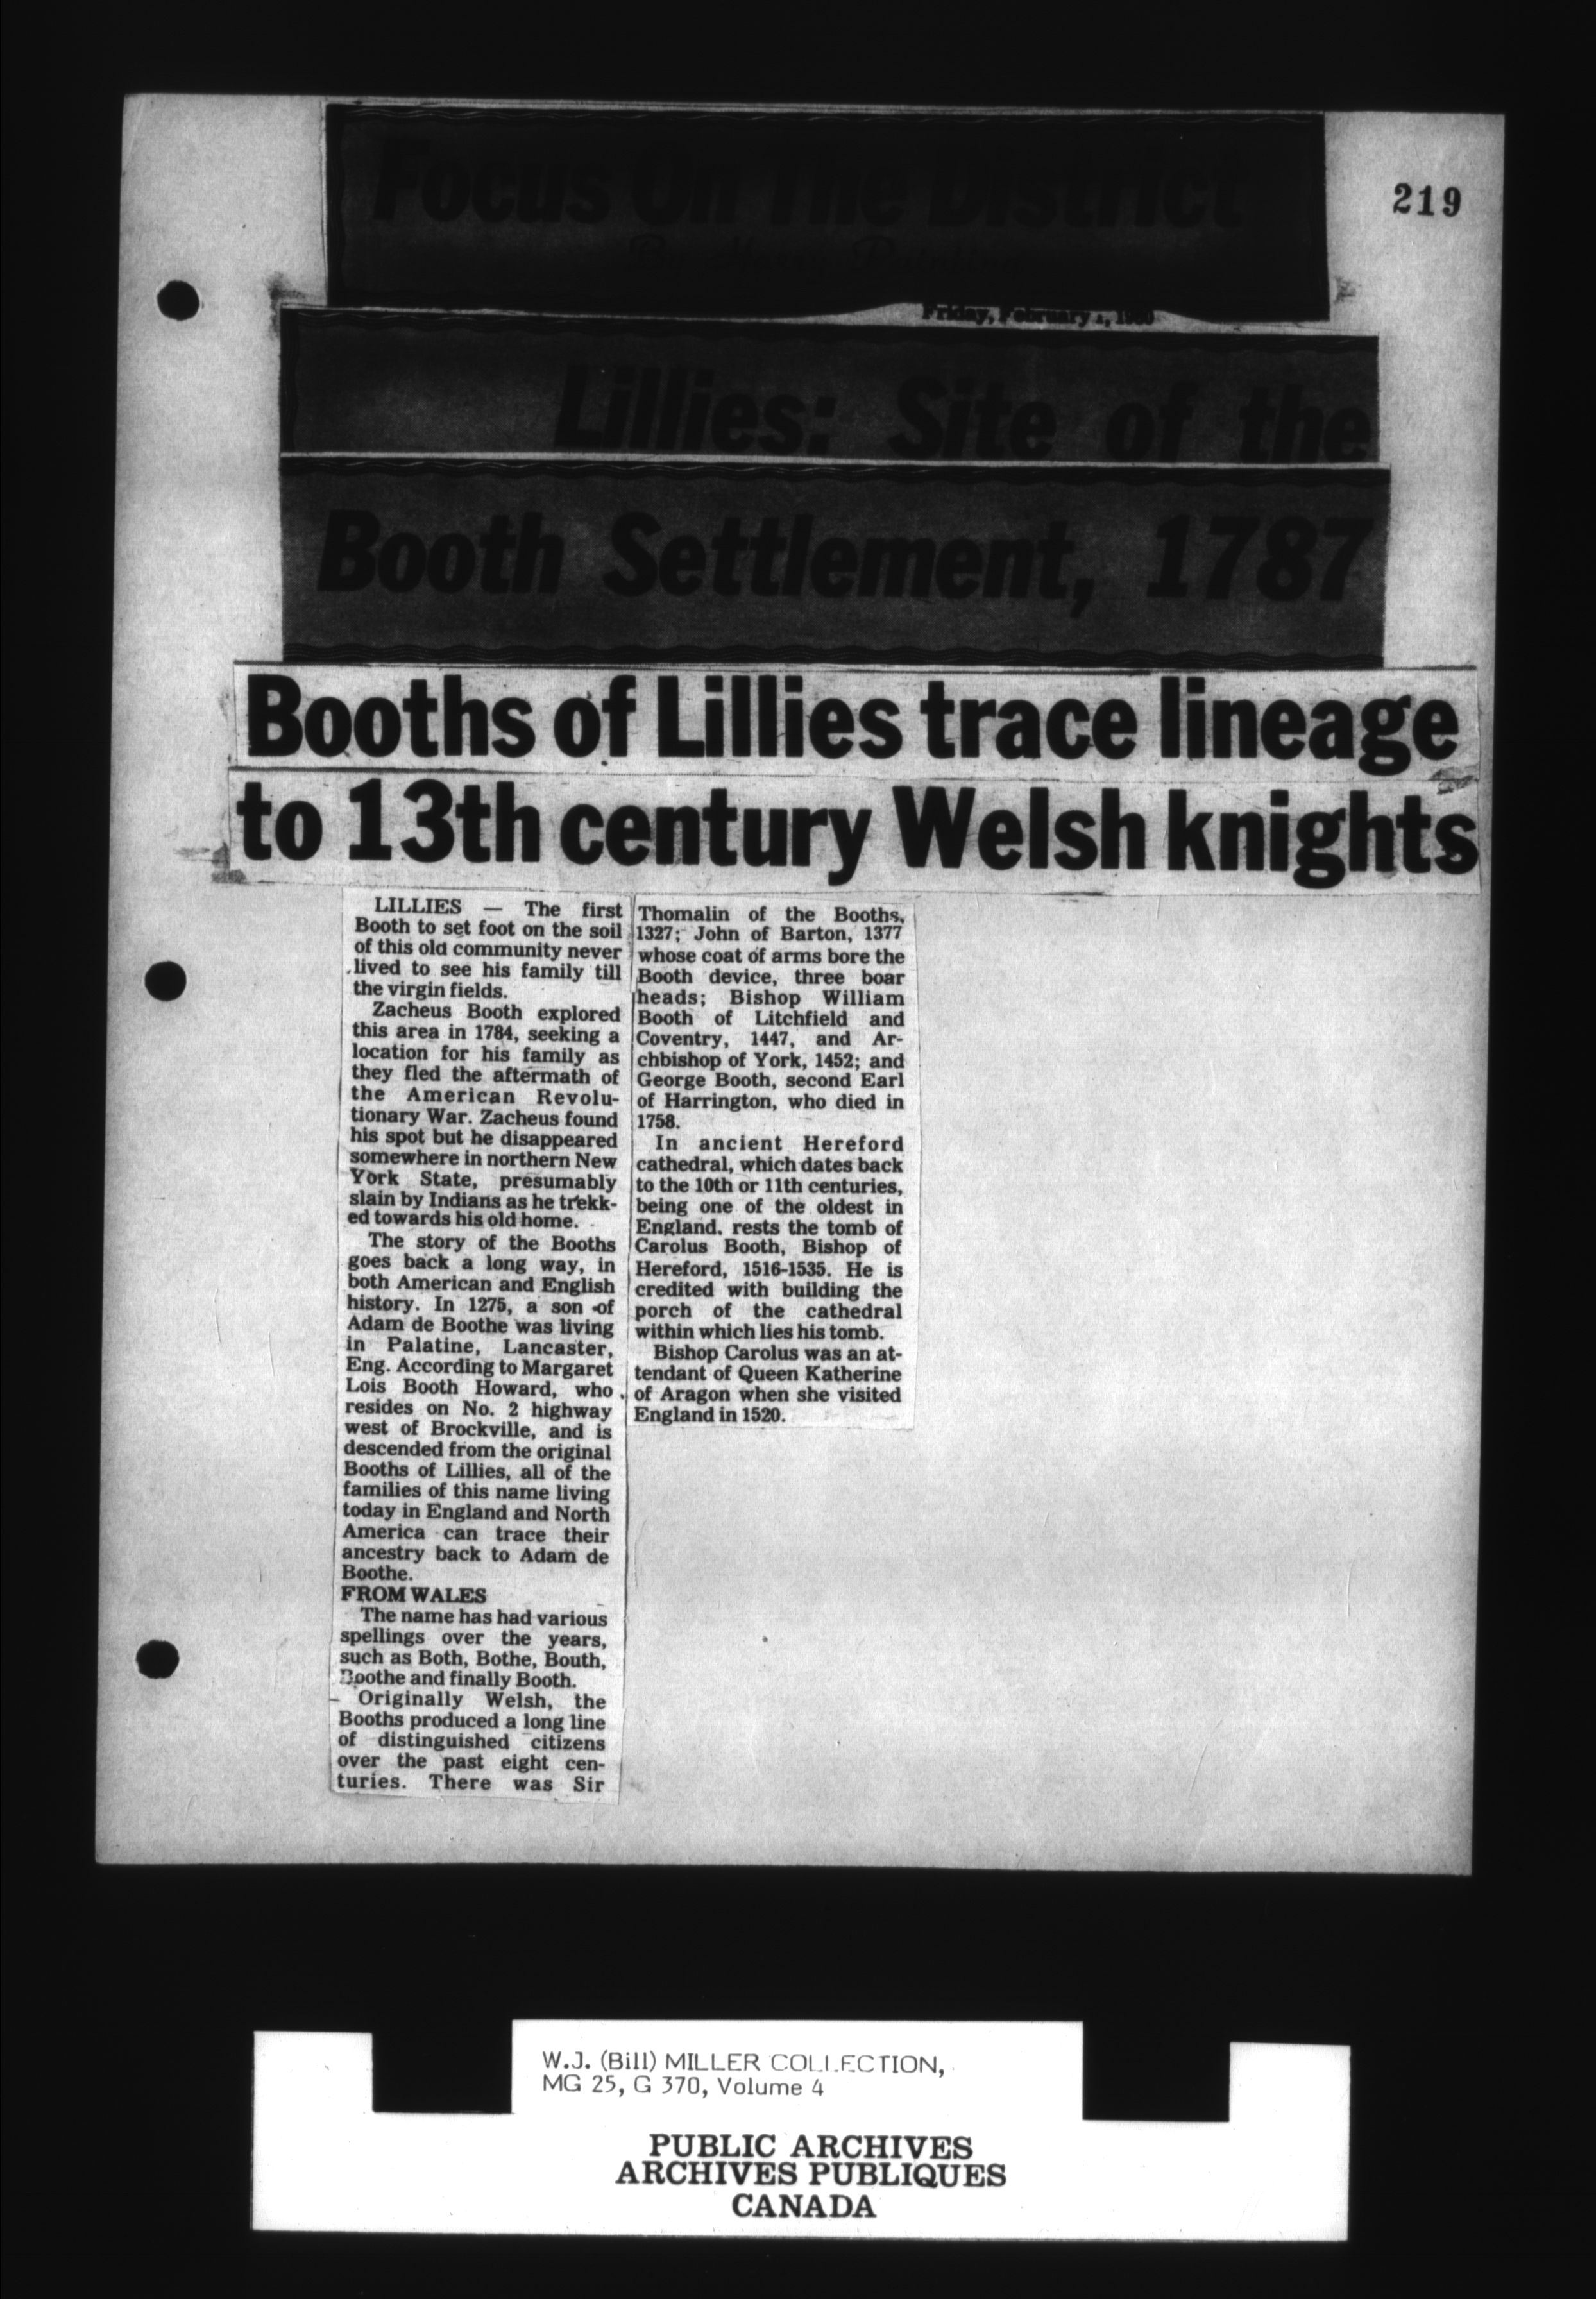 Focus On The District
219
Friday, February 1, 1980
Lillies: Site of the
Booth Settlement, 1787
Booths of Lillies trace lineage
to 13th century Welsh knights
LILLIES — The first
Booth to set foot on the soil
of this old community never
lived to see his family till
the virgin fields.
Zacheus Booth explored
this area in 1784, seeking a
location for his family as
they fled the aftermath of
the American Revolu-
tionary War. Zacheus found
his spot but he disappeared
somewhere in northern New
York State, presumably
slain by Indians as he trekk-
ed towards his old home.
The story of the Booths
goes back a long way, in
both American and English
history. In 1275, a son of
Adam de Boothe was living
in Palatine, Lancaster,
Eng. According to Margaret
Lois Booth Howard, who
resides on No. 2 highway
west of Brockville, and is
descended from the original
Booths of Lillies, all of the
families of this name living
today in England and North
America can trace their
ancestry back to Adam de
Boothe.
FROM WALES
The name has had various
spellings over the years,
such as Both, Bothe, Bouth,
Boothe and finally Booth.
Originally Welsh, the
Booths produced a long line
of distinguished citizens
over the past eight cen-
turies. There was Sir
Thomalin of the Booths,
1327; John of Barton, 1377
whose coat of arms bore the
Booth device, three boar
heads; Bishop William
Booth of Litchfield and
Coventry, 1447, and Ar-
chbishop of York, 1452; and
George Booth, second Earl
of Harrington, who died in
1758.
In ancient Hereford
cathedral, which dates back
to the 10th or 11th centuries,
being one of the oldest in
England, rests the tomb of
Carolus Booth, Bishop of
Hereford, 1516-1535. He is
credited with building the
porch of the cathedral
within which lies his tomb.
Bishop Carolus was an at-
tendant of Queen Katherine
of Aragon when she visited
England in 1520.
W.J. (Bill) MILLER COLLECTION,
MG 25, G 370, Volume 4
PUBLIC ARCHIVES
ARCHIVES PUBLIQUES
CANADA